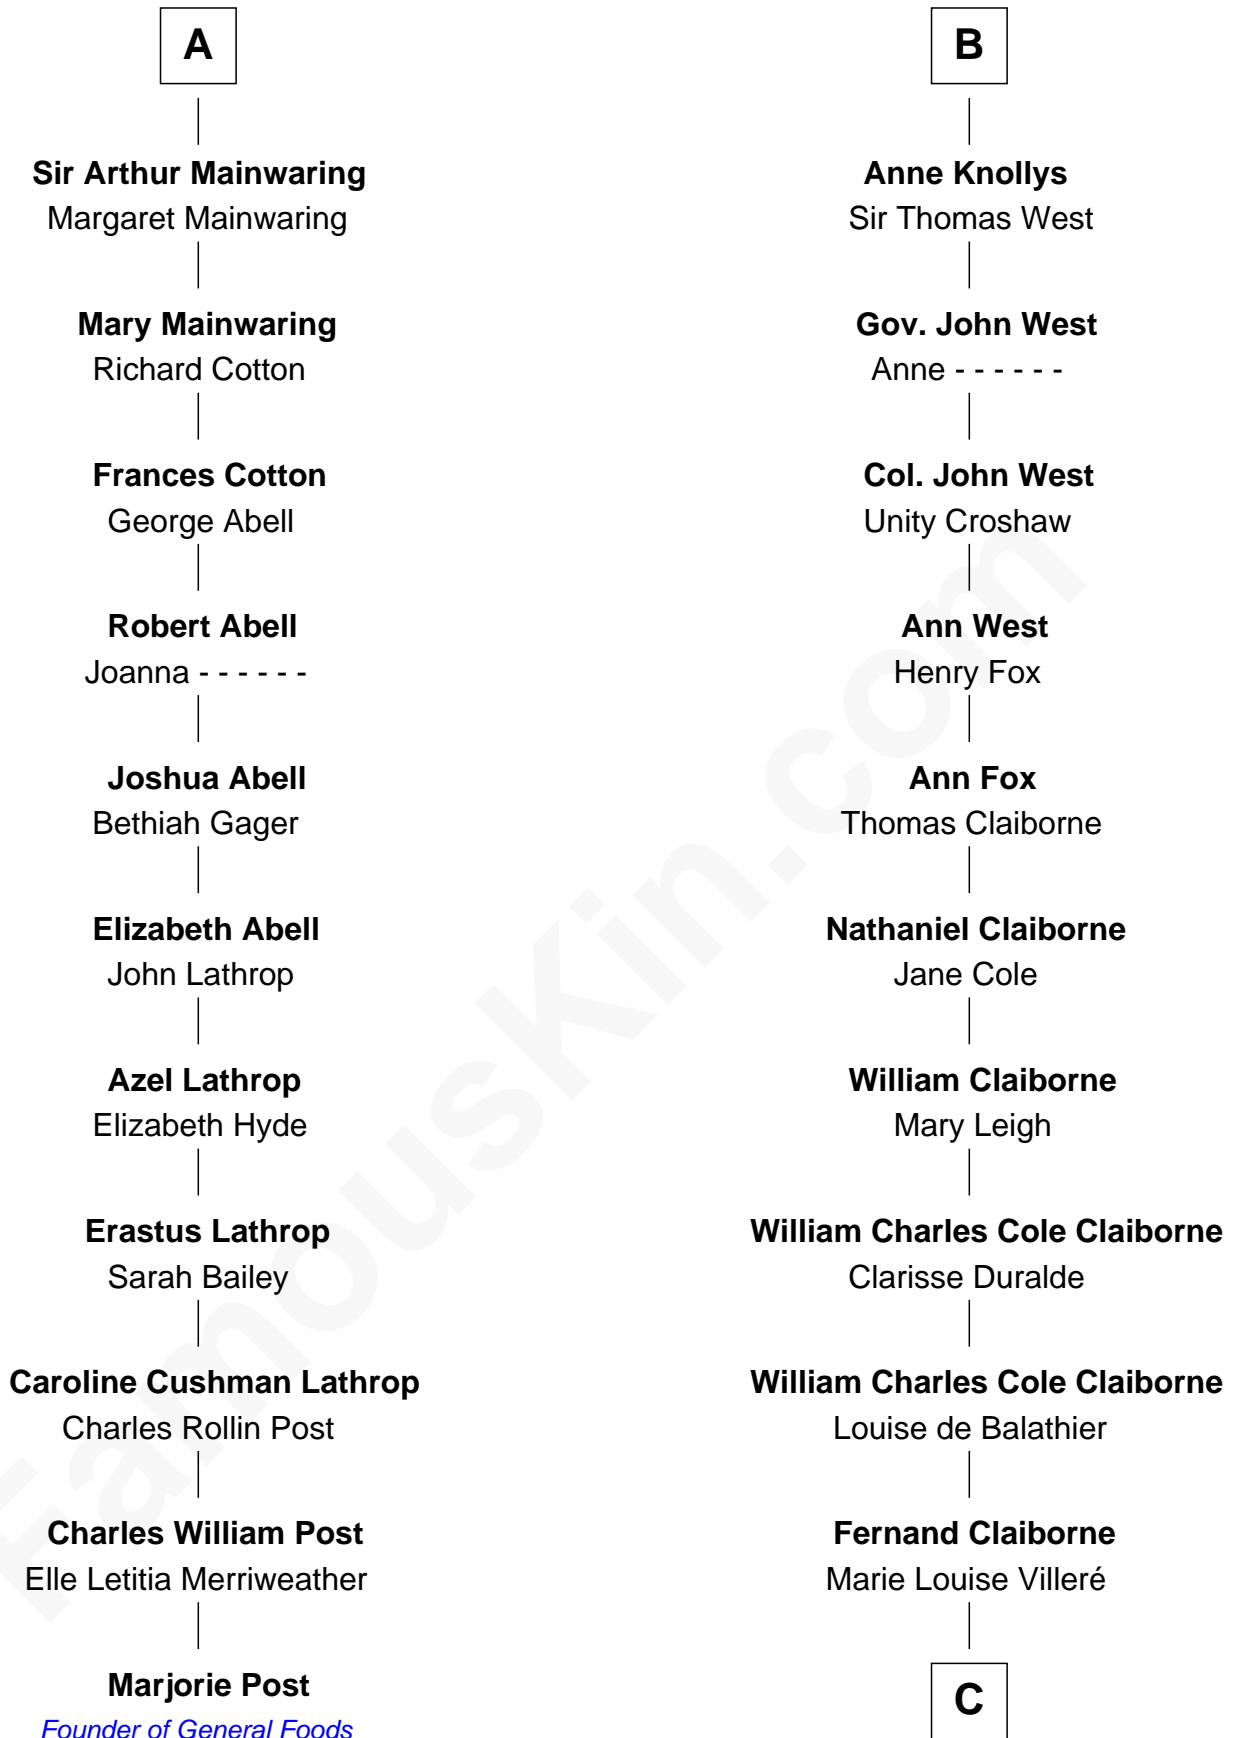 A
Sir Arthur Mainwaring
Margaret Mainwaring
Mary Mainwaring
Richard Cotton
Frances Cotton
George Abell
Robert Abell
Joanna - - - - - -
Joshua Abell
Bethiah Gager
Elizabeth Abell
John Lathrop
Azel Lathrop
Elizabeth Hyde
Erastus Lathrop
Sarah Bailey
Caroline Cushman Lathrop
Charles Rollin Post
Charles William Post
Elle Letitia Merriweather
Marjorie Post
Founder of General Foods
B
Anne Knollys
Sir Thomas West
Gov. John West
Anne - - - - - -
Col. John West
Unity Croshaw
Ann West
Henry Fox
Ann Fox
Thomas Claiborne
Nathaniel Claiborne
Jane Cole
William Claiborne
Mary Leigh
William Charles Cole Claiborne
Clarisse Duralde
William Charles Cole Claiborne
Louise de Balathier
Fernand Claiborne
Marie Louise Villeré
C
FamousKin.com